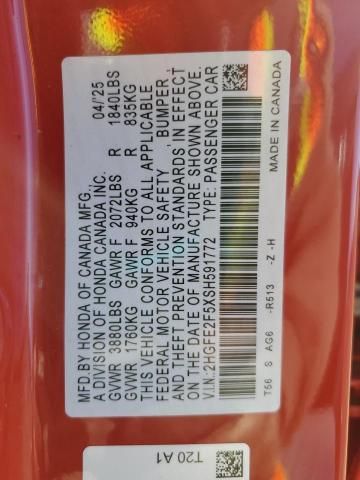 MFD BY HONDA OF CANADA MFG., 04/'25
A DIVISION OF HONDA CANADA INC.
GVWR 3880LBS GAWR F 2072LBS R 1840LBS
GVWR 1760KG GAWR F 940KG R 835KG
THIS VEHICLE CONFORMS TO ALL APPLICABLE
FEDERAL MOTOR VEHICLE SAFETY BUMPER,
AND THEFT PREVENTION STANDARDS, IN EFFECT
ON THE DATE OF MANUFACTURE SHOWN ABOVE.
V.I.N.:2HGFE2F5XSH591772 TYPE: PASSENGER CAR
T56 S AG6 -R513 -Z -H MADE IN CANADA
T20 A1